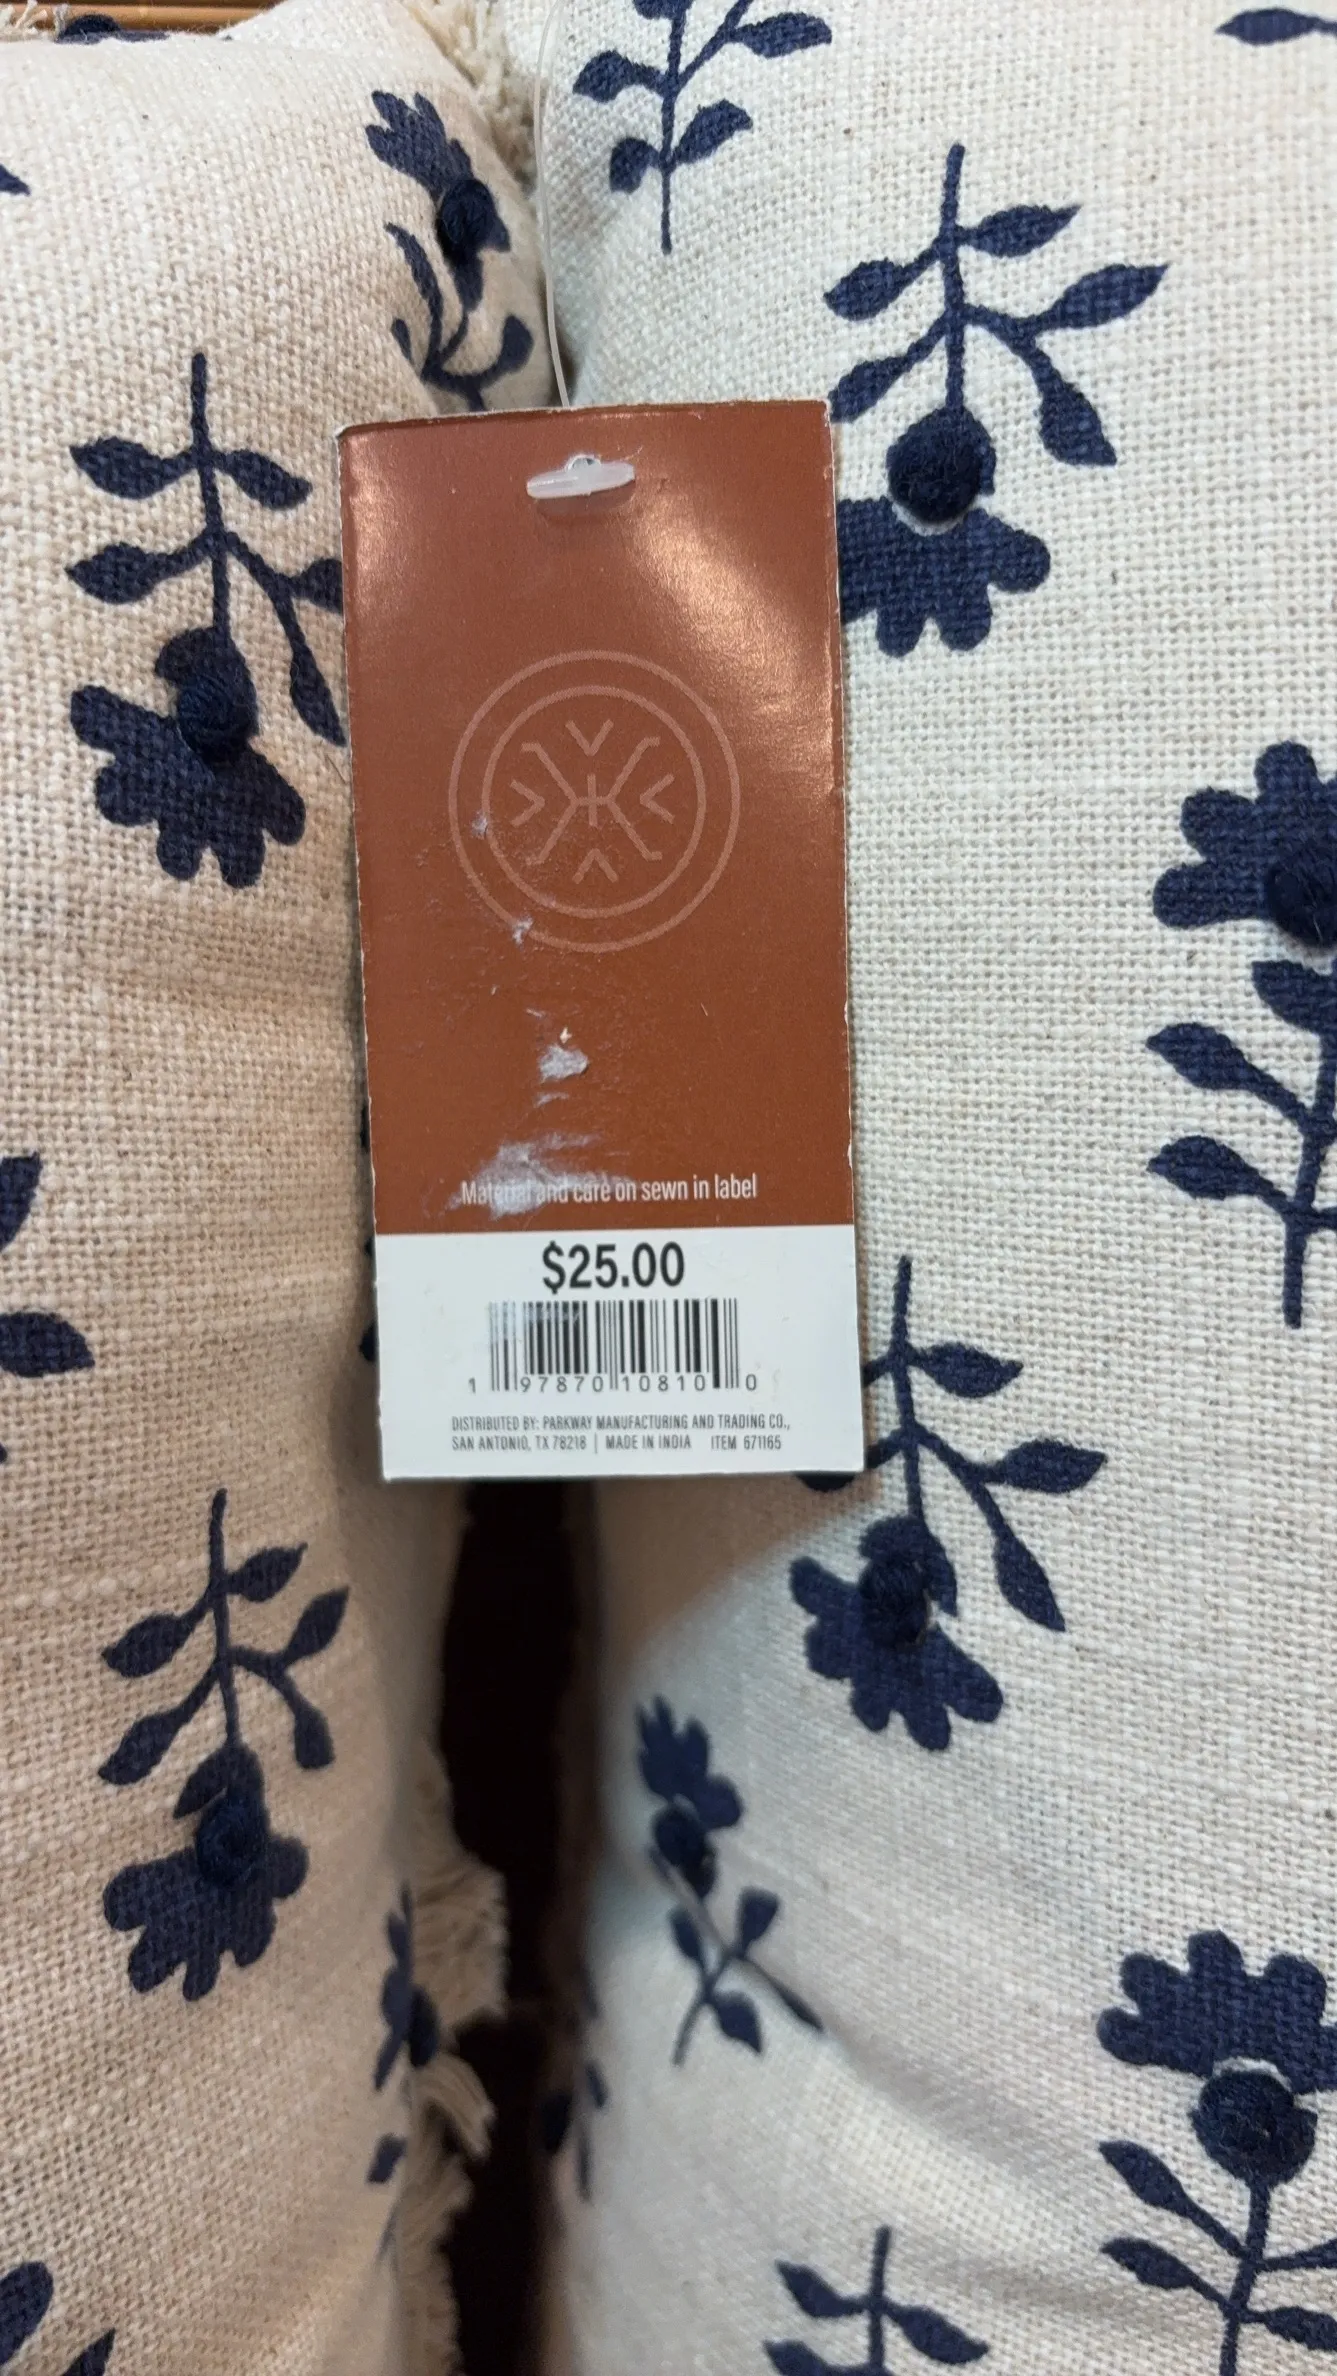 Material and care on sewn in label
$25.00
1 97870 10810 0
DISTRIBUTED BY: PARKWAY MANUFACTURING AND TRADING CO.,
SAN ANTONIO, TX 78218 | MADE IN INDIA ITEM 671165